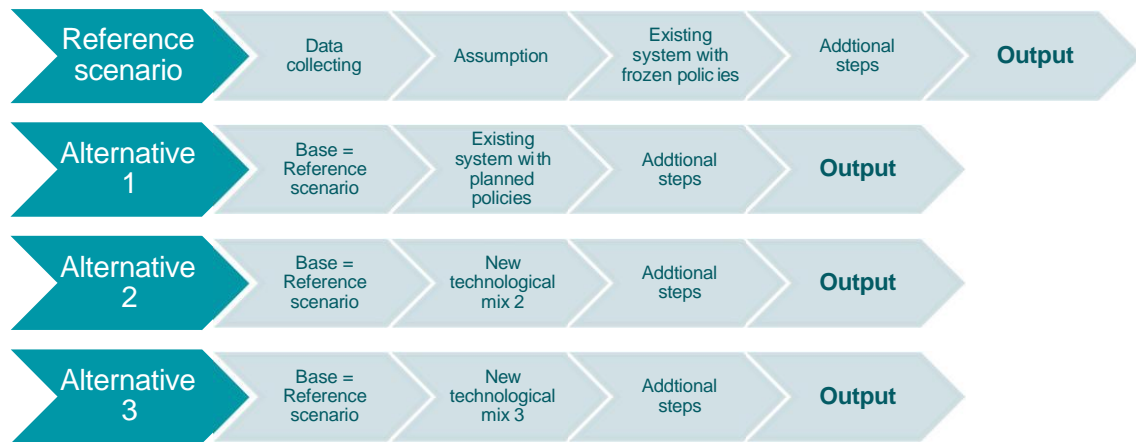 Reference
scenario
Data
collecting
Assumption
Existing
system with
frozen policies
Addtional
steps
Output
Alternative
1
Base =
Reference
scenario
Existing
system with
planned
policies
Addtional
steps
Output
Alternative
2
Base =
Reference
scenario
New
technological
mix 2
Addtional
steps
Output
Alternative
3
Base =
Reference
scenario
New
technological
mix 3
Addtional
steps
Output